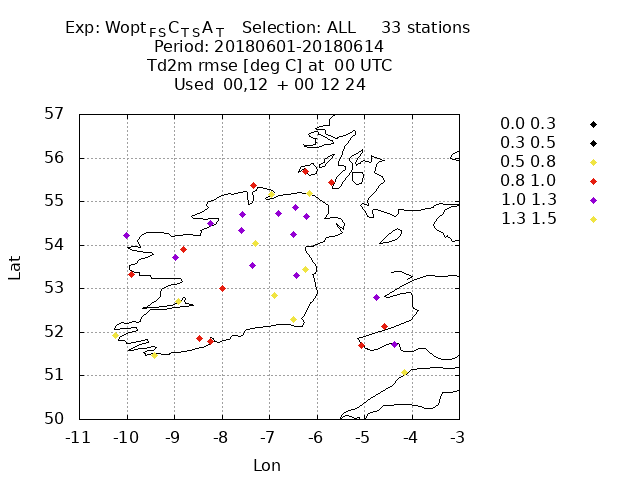 Exp: Wopt FS C TS A T Selection: ALL 33 stations
Period: 20180601-20180614
Td2m rmse [deg C] at 00 UTC
Used 00,12 + 00 12 24
57
56
55
54
53
52
51
50
-11 -10 -9 -8 -7 -6 -5 -4 -3
Lat
Lon
0.0 0.3
0.3 0.5
0.5 0.8
0.8 1.0
1.0 1.3
1.3 1.5